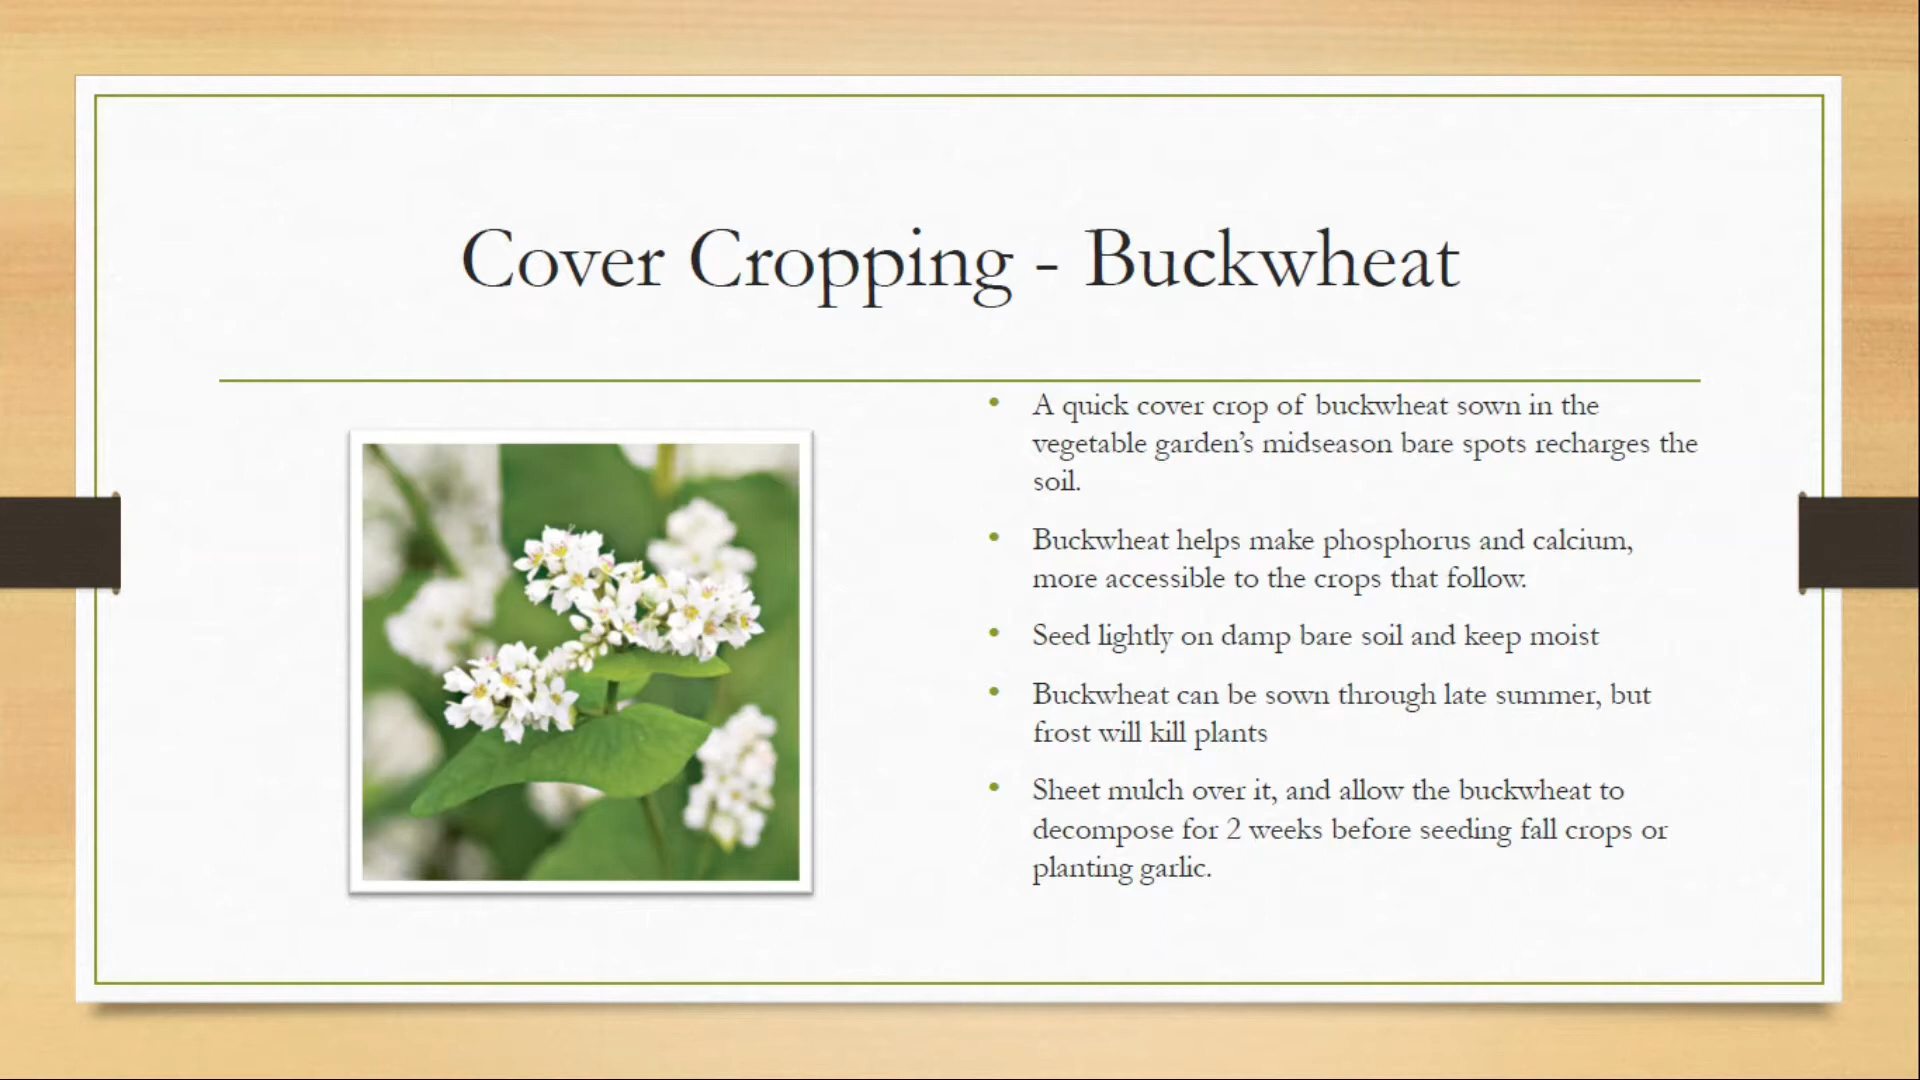 Cover Cropping - Buckwheat
• A quick cover crop of buckwheat sown in the
vegetable garden’s midseason bare spots recharges the
soil.
• Buckwheat helps make phosphorus and calcium,
more accessible to the crops that follow.
• Seed lightly on damp bare soil and keep moist
• Buckwheat can be sown through late summer, but
frost will kill plants
• Sheet mulch over it, and allow the buckwheat to
decompose for 2 weeks before seeding fall crops or
planting garlic.